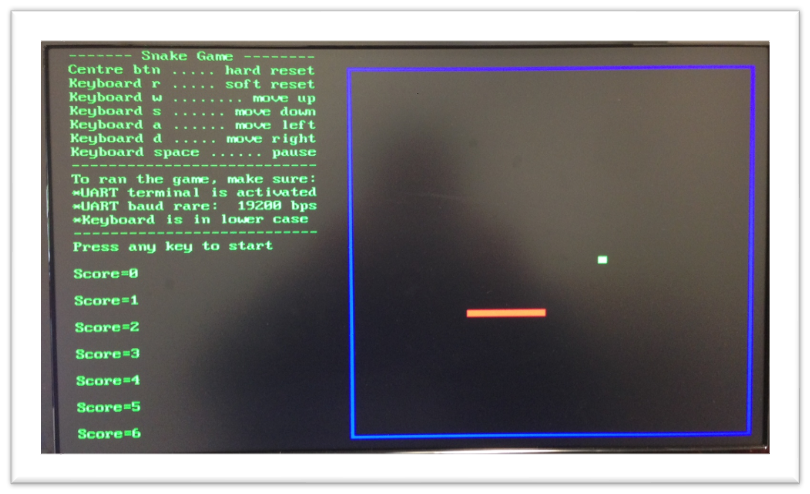 ------- Snake Game --------
Centre btn ..... hard reset
Keyboard r ..... soft reset
Keyboard w ........ move up
Keyboard s ...... move down
Keyboard a ..... move left
Keyboard d ..... move right
Keyboard space ...... pause
---------------------------
To ran the game, make sure:
*UART terminal is activated
*UART baud rare:  19200 bps
*Keyboard is in lower case
---------------------------
Press any key to start
Score=0
Score=1
Score=2
Score=3
Score=4
Score=5
Score=6